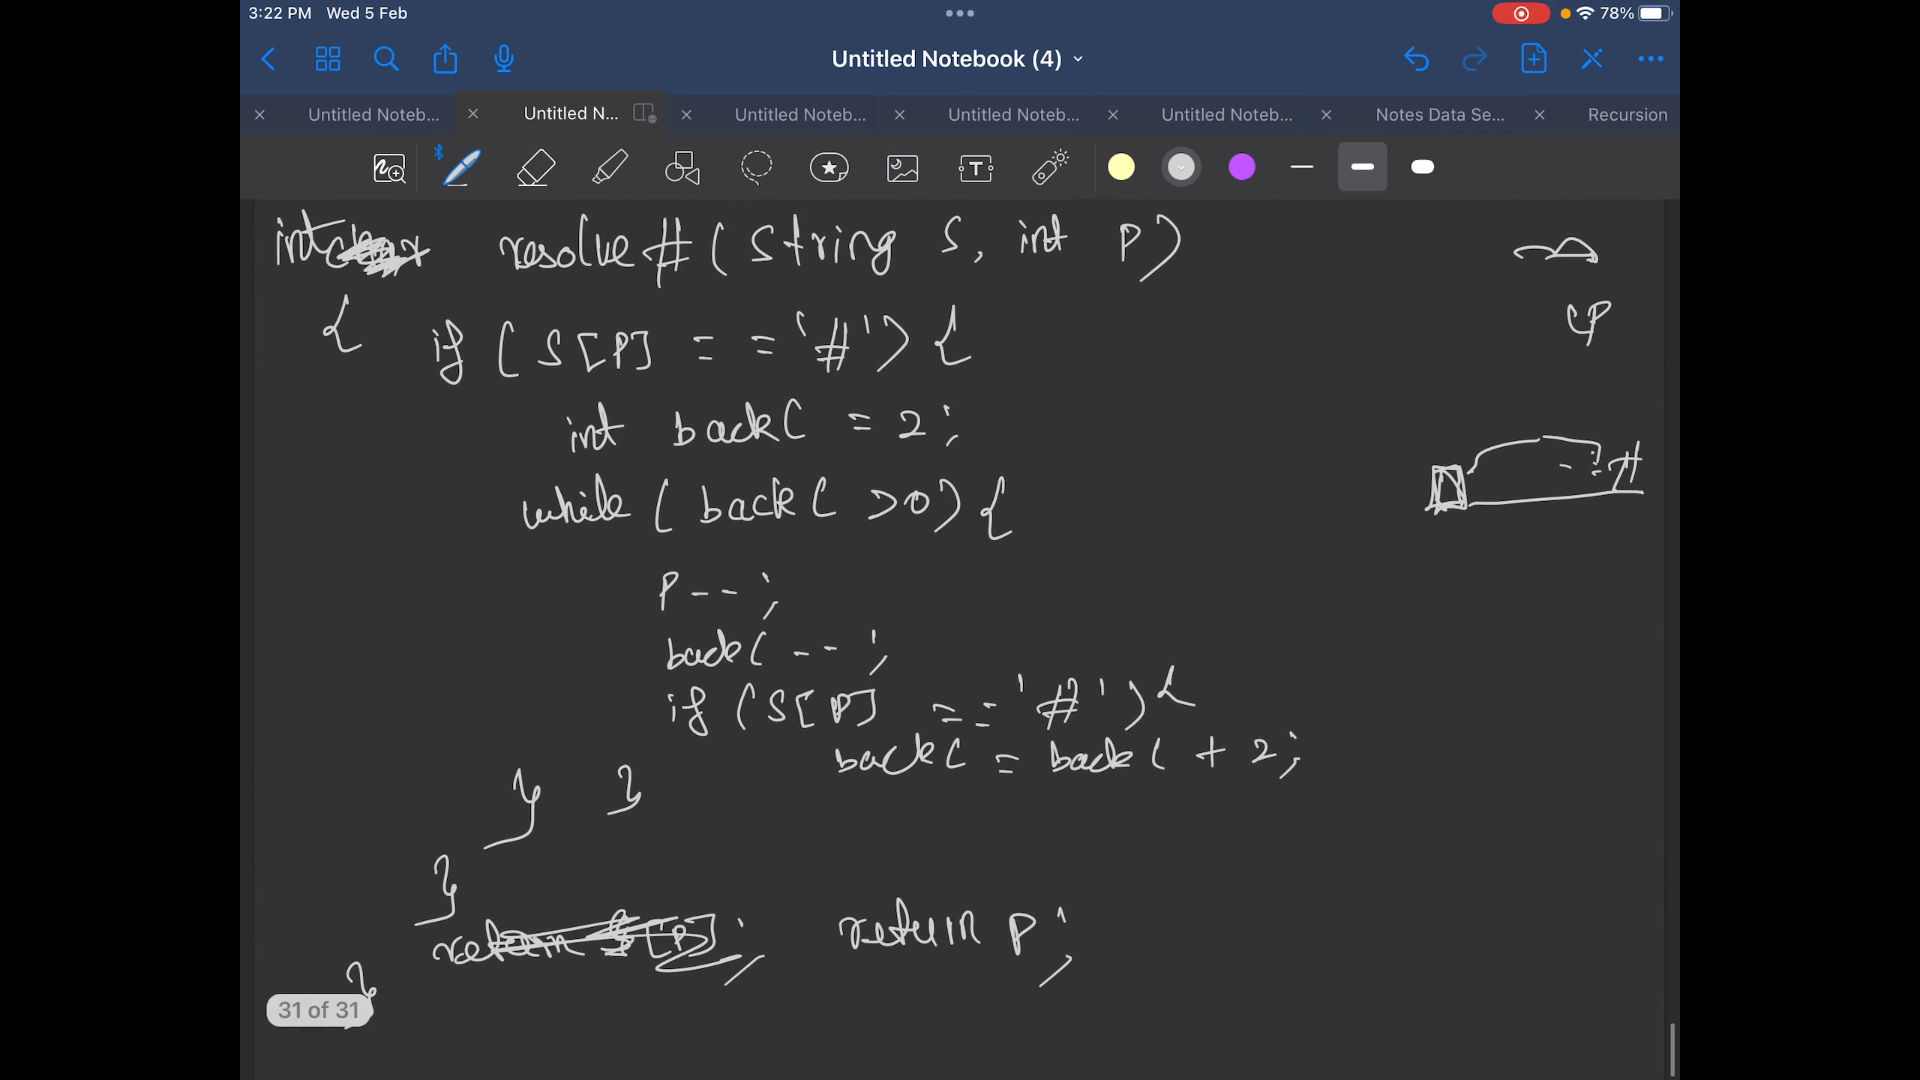 3:22 PM Wed 5 Feb
78%
Untitled Notebook (4)
Untitled Noteb...
Untitled N...
Untitled Noteb...
Untitled Noteb...
Untitled Noteb...
Notes Data Se...
Recursion
int resolve#(String S, int P)
{ if (S[P] == '#') {
int backC = 2;
while (backC >0) {
P--;
backC--;
if (S[P] == '#') {
backC = backC + 2;
} }
}
return S[P]; return P;
}
CP
#
31 of 31